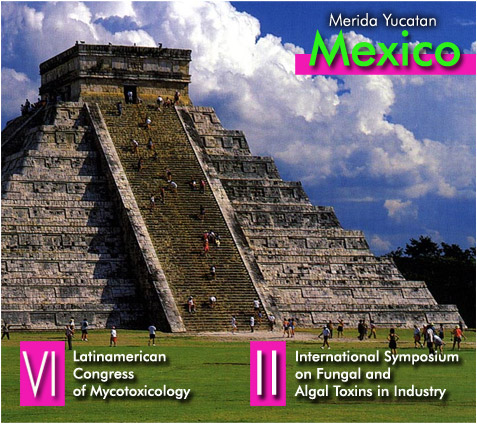 Merida Yucatan
Mexico
VI
Latinamerican
Congress
of Mycotoxicology
II
International Symposium
on Fungal and
Algal Toxins in Industry